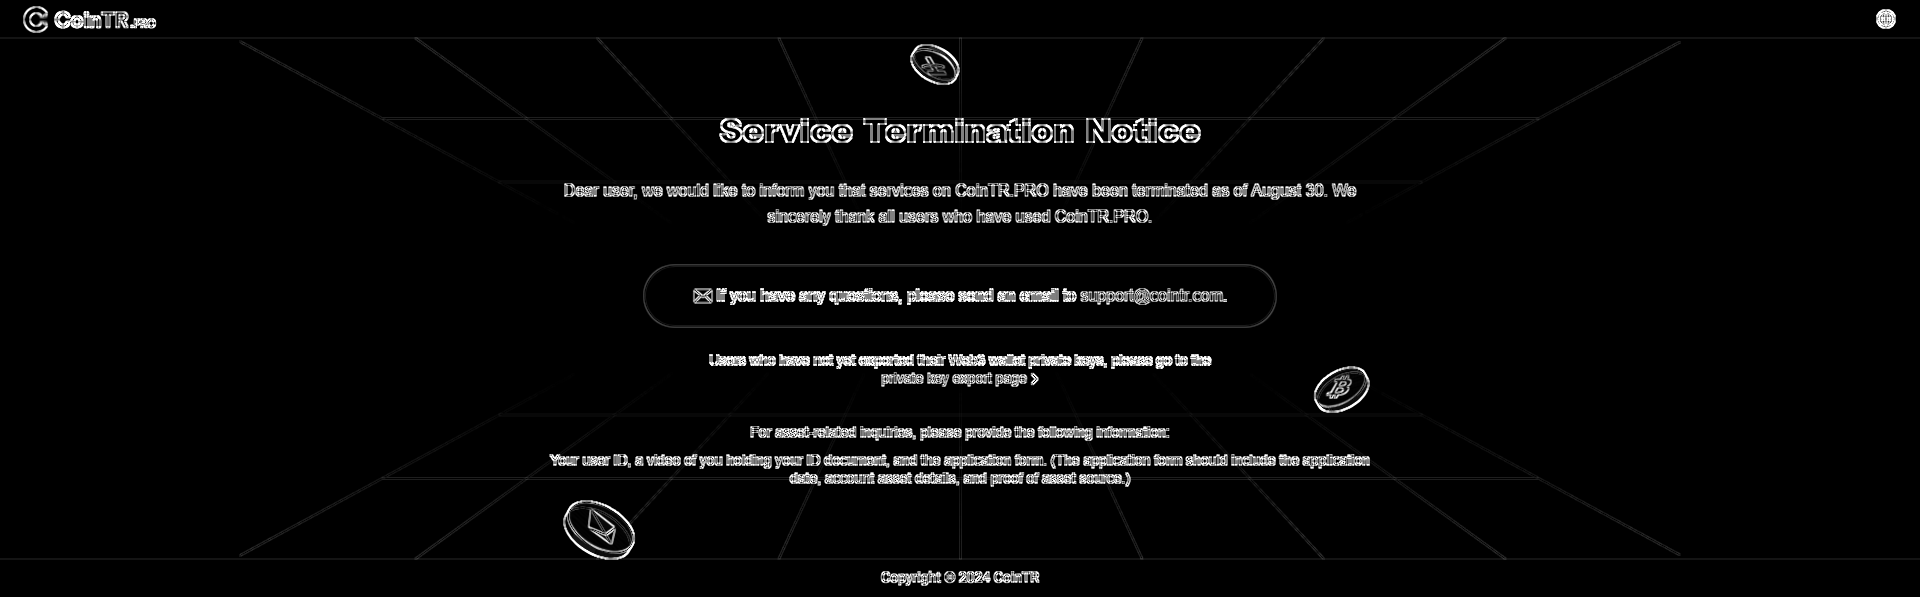 CoinTR.PRO
Service Termination Notice
Dear user, we would like to inform you that services on CoinTR.PRO have been terminated as of August 30. We
sincerely thank all users who have used CoinTR.PRO.
If you have any questions, please send an email to support@cointr.com.
Users who have not yet exported their Web3 wallet private keys, please go to the
private key export page >
For asset-related inquiries, please provide the following information:
Your user ID, a video of you holding your ID document, and the application form. (The application form should include the application
date, account asset details, and proof of asset source.)
Copyright © 2024 CoinTR